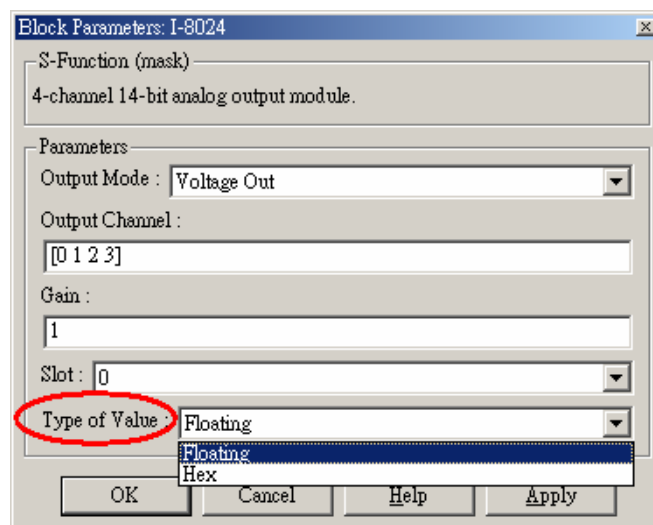 Block Parameters: I-8024
S-Function (mask)
4-channel 14-bit analog output module.
Parameters
Output Mode : Voltage Out
Output Channel :
[0 1 2 3]
Gain :
1
Slot : 0
Type of Value : Floating
Floating
Hex
OK Cancel Help Apply